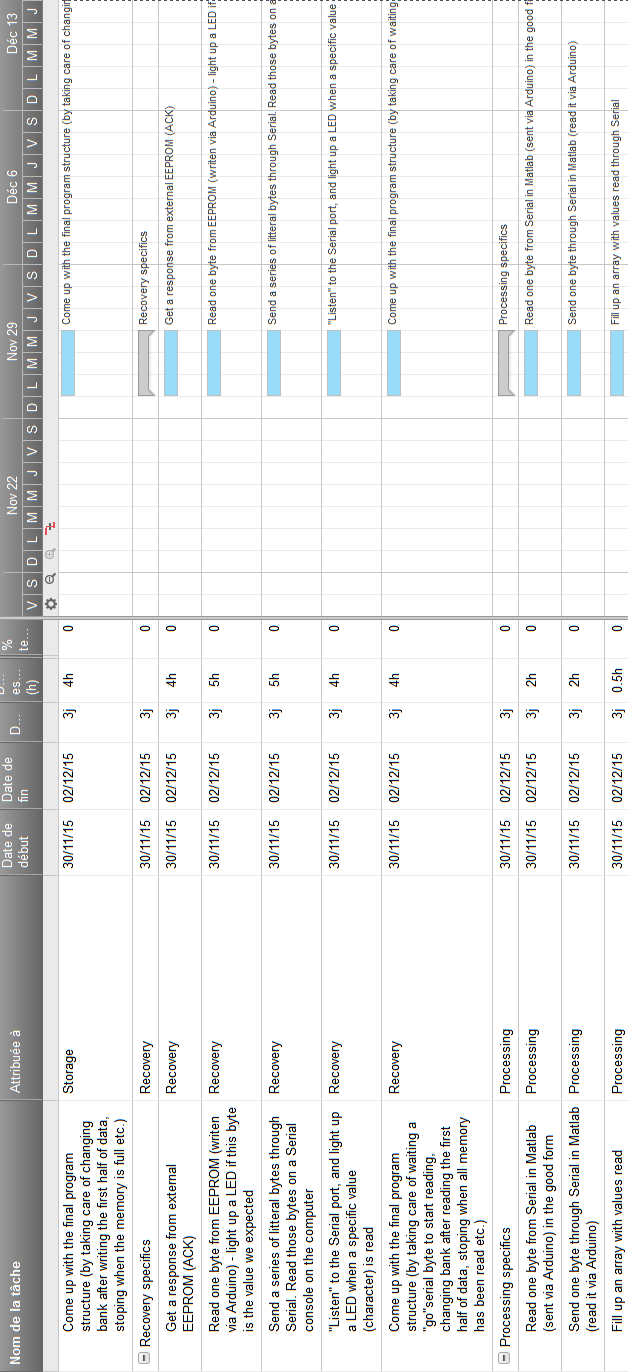 Nom de la tâche Attribuée à Date de début Date de fin D... D... es... (h) % te... Nov 22 Nov 29 Déc 6 Déc 13
V S D L M M J V S D L M M J V S D L M M J V S D L M M J
Come up with the final program
structure (by taking care of changing
bank after writing the first half of data,
stoping when the memory is full etc.)
Storage 30/11/15 02/12/15 3j 4h 0
Come up with the final program structure (by taking care of changin
Recovery specifics Recovery 30/11/15 02/12/15 3j 0
Recovery specifics
Get a response from external
EEPROM (ACK)
Recovery 30/11/15 02/12/15 3j 4h 0
Get a response from external EEPROM (ACK)
Read one byte from EEPROM (writen
via Arduino) - light up a LED if this byte
is the value we expected
Recovery 30/11/15 02/12/15 3j 5h 0
Read one byte from EEPROM (writen via Arduino) - light up a LED if
Send a series of litteral bytes through
Serial. Read those bytes on a Serial
console on the computer
Recovery 30/11/15 02/12/15 3j 5h 0
Send a series of litteral bytes through Serial. Read those bytes on a
"Listen" to the Serial port, and light up
a LED when a specific value
(character) is read
Recovery 30/11/15 02/12/15 3j 4h 0
"Listen" to the Serial port, and light up a LED when a specific value
Come up with the final program
structure (by taking care of waiting a
"go"serial byte to start reading,
changing bank after reading the first
half of data, stoping when all memory
has been read etc.)
Recovery 30/11/15 02/12/15 3j 4h 0
Come up with the final program structure (by taking care of waiting
Processing specifics Processing 30/11/15 02/12/15 3j 0
Processing specifics
Read one byte from Serial in Matlab
(sent via Arduino) in the good form
Processing 30/11/15 02/12/15 3j 2h 0
Read one byte from Serial in Matlab (sent via Arduino) in the good f
Send one byte through Serial in Matlab
(read it via Arduino)
Processing 30/11/15 02/12/15 3j 2h 0
Send one byte through Serial in Matlab (read it via Arduino)
Fill up an array with values read
Processing 30/11/15 02/12/15 3j 0.5h 0
Fill up an array with values read through Serial